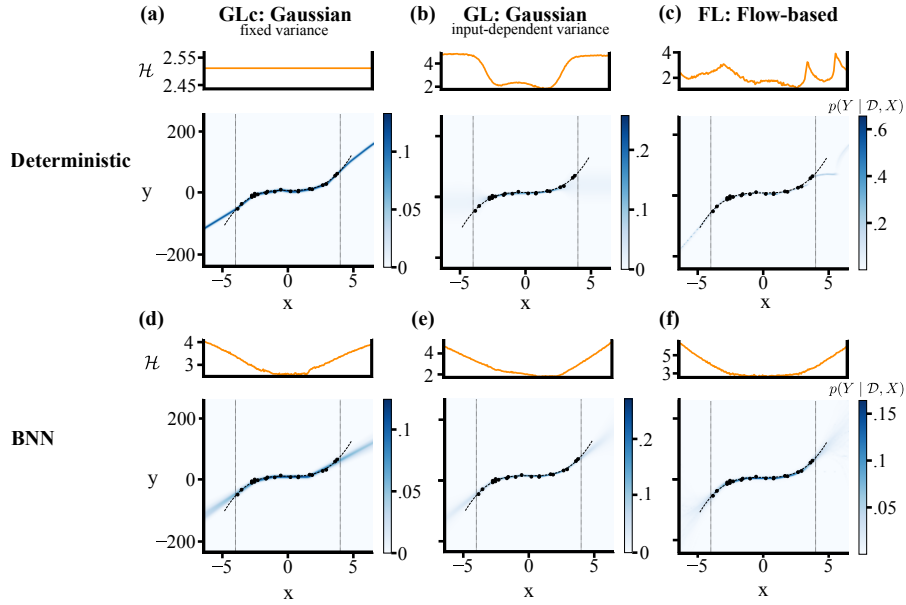 (a) GLc: Gaussian
fixed variance
(b) GL: Gaussian
input-dependent variance
(c) FL: Flow-based
ℋ
2.55
2.45
4
2
4
2
p(Y | 𝒟, X)
Deterministic
y
200
0
−200
.1
.05
0
.2
.1
0
.6
.4
.2
−5 0 5
x
−5 0 5
x
−5 0 5
x
(d)
(e)
(f)
ℋ
4
3
4
2
5
3
p(Y | 𝒟, X)
BNN
y
200
0
−200
.1
.05
0
.2
.1
0
.15
.10
.05
.00
−5 0 5
x
−5 0 5
x
−5 0 5
x